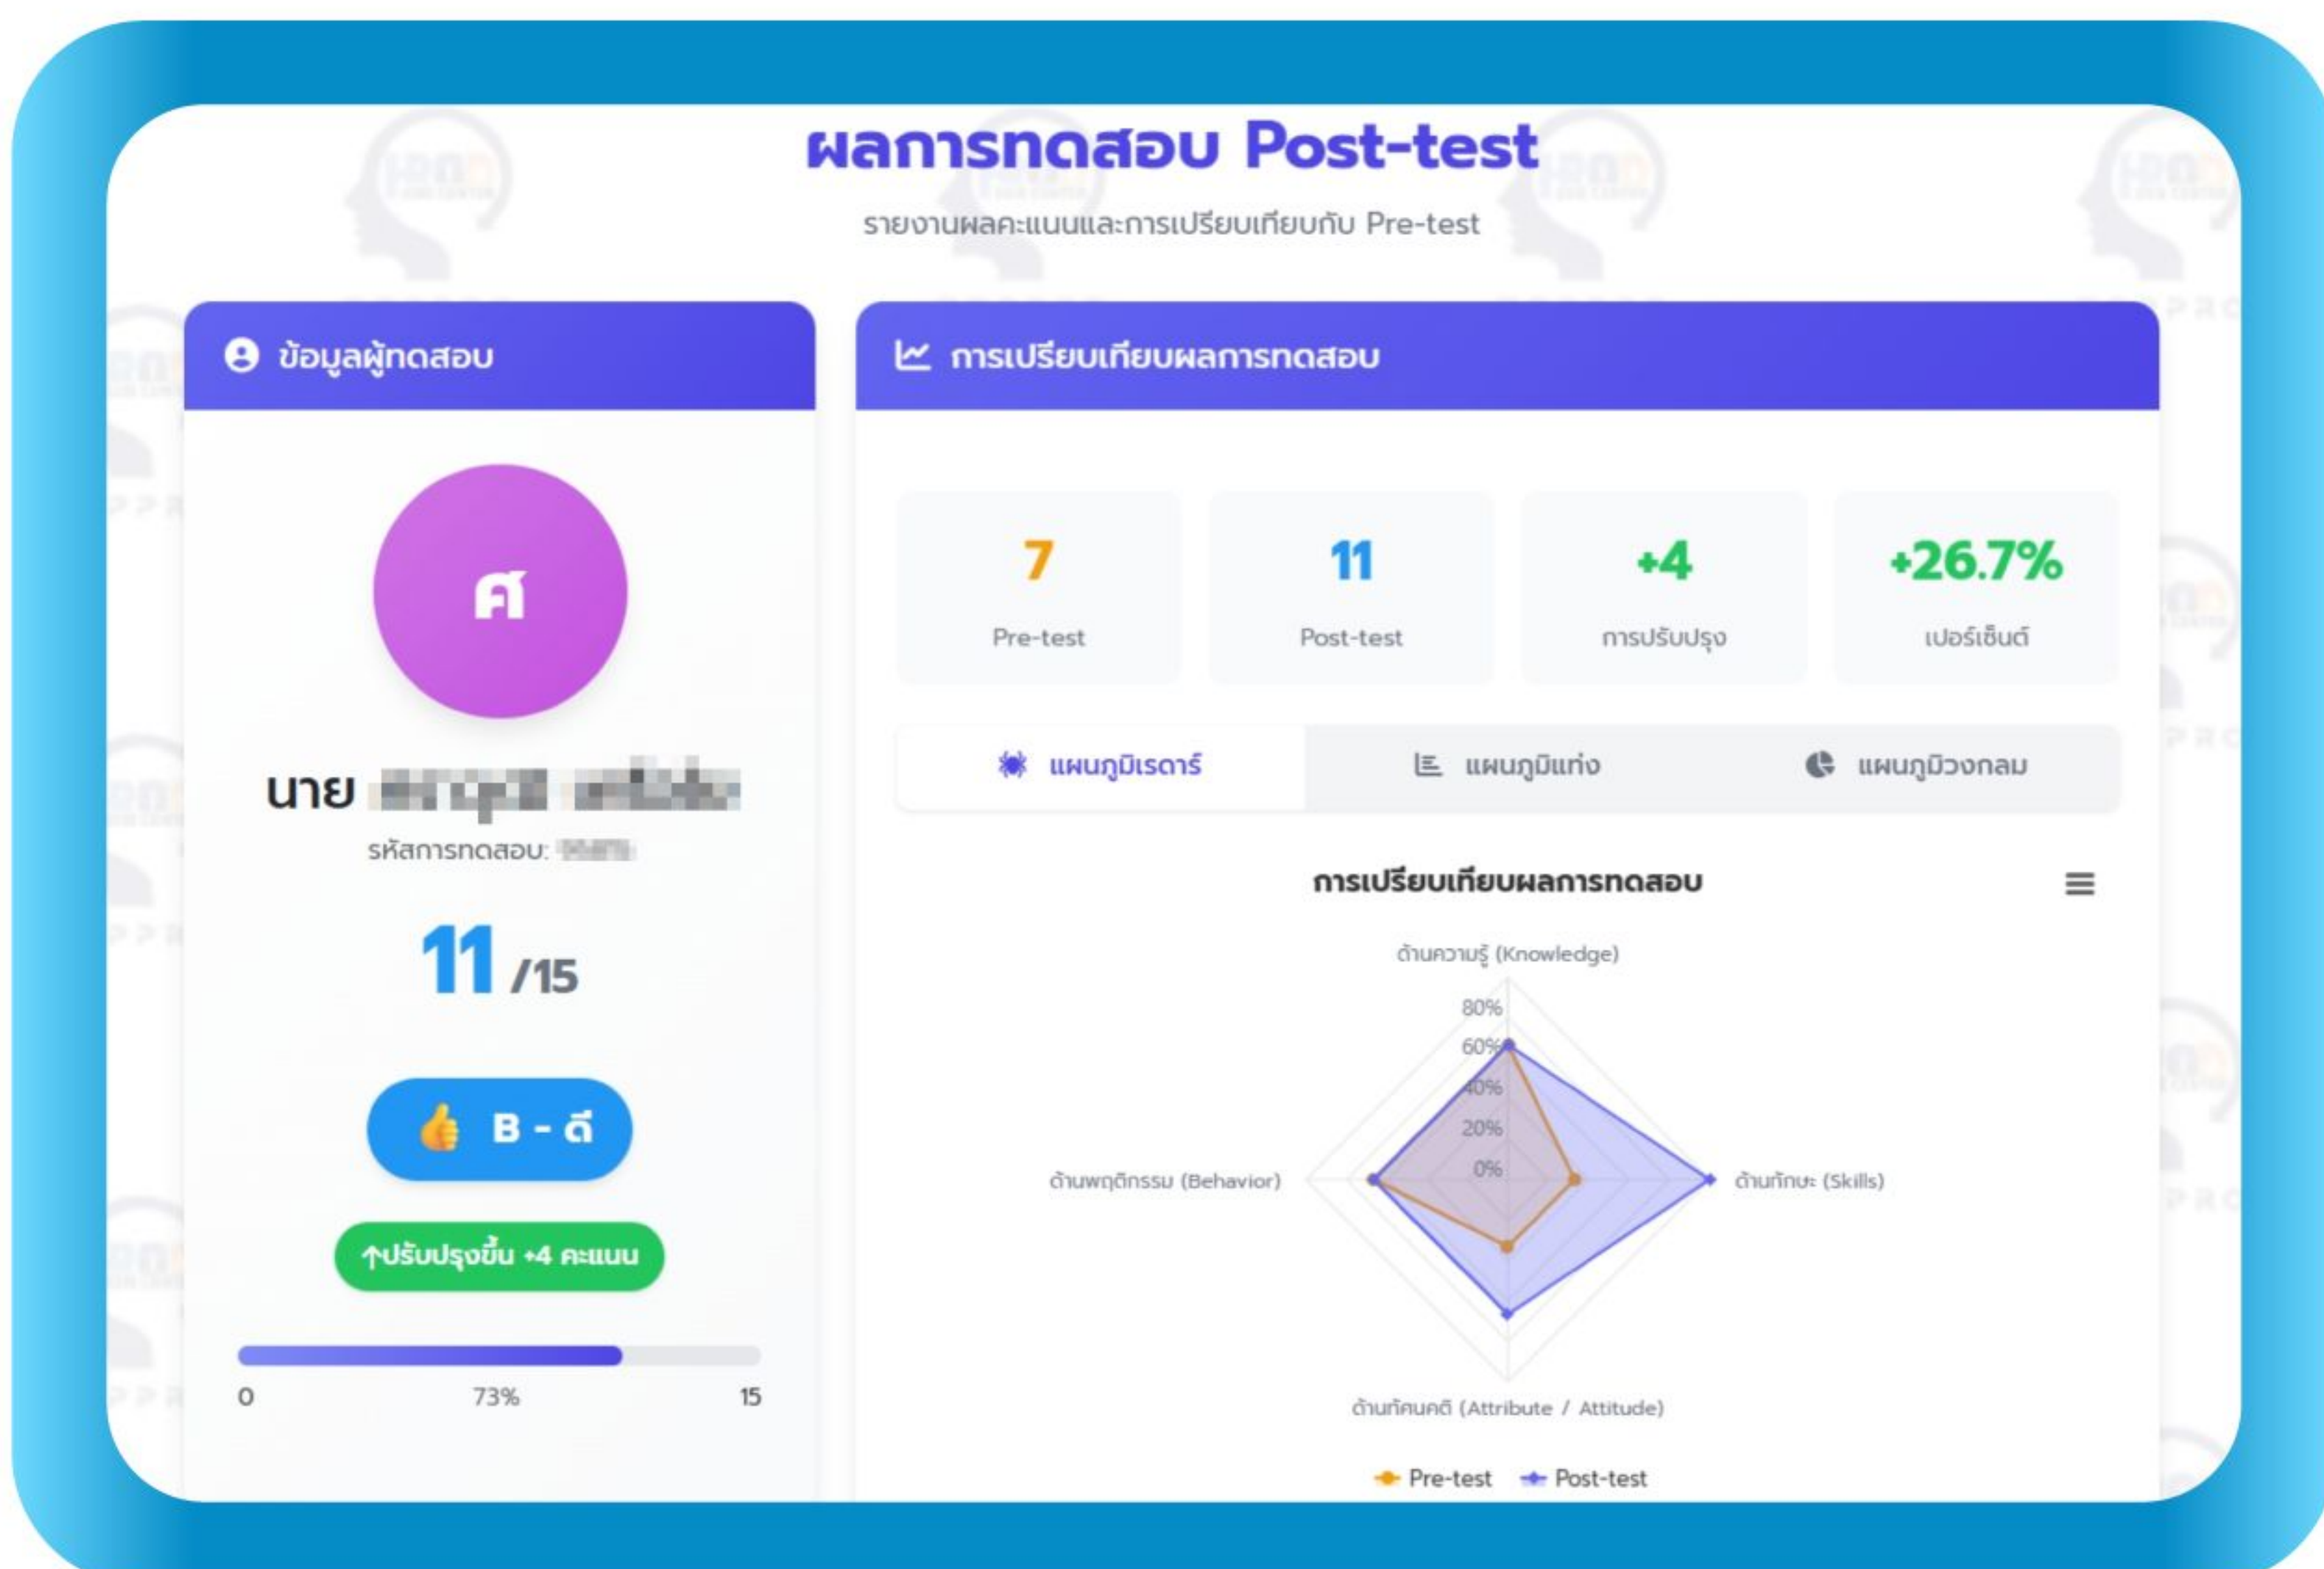 ผลการทดสอบ Post-test
รายงานผลคะแนนและการเปรียบเทียบกับ Pre-test
ข้อมูลผู้ทดสอบ
ศ
นาย
รหัสการทดสอบ:
11 /15
B - ดี
↑ปรับปรุงขึ้น +4 คะแนน
0 73% 15
การเปรียบเทียบผลการทดสอบ
7 11 +4 +26.7%
Pre-test Post-test การปรับปรุง เปอร์เซ็นต์
แผนภูมิเรดาร์ แผนภูมิแท่ง แผนภูมิวงกลม
การเปรียบเทียบผลการทดสอบ
ด้านความรู้ (Knowledge)
80%
60%
40%
20%
0%
ด้านพฤติกรรม (Behavior) ด้านทักษะ (Skills)
ด้านทัศนคติ (Attribute / Attitude)
Pre-test Post-test